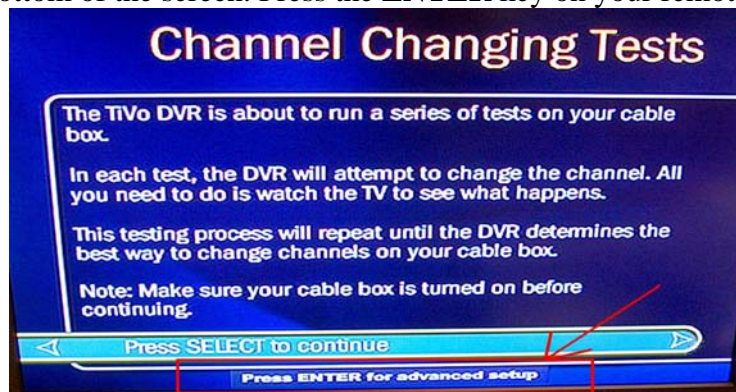 ottom of the screen. Press the ENTER key on your remot
Channel Changing Tests
The TiVo DVR is about to run a series of tests on your cable
box.
In each test, the DVR will attempt to change the channel. All
you need to do is watch the TV to see what happens.
This testing process will repeat until the DVR determines the
best way to change channels on your cable box.
Note: Make sure your cable box is turned on before
continuing.
Press SELECT to continue
Press ENTER for advanced setup